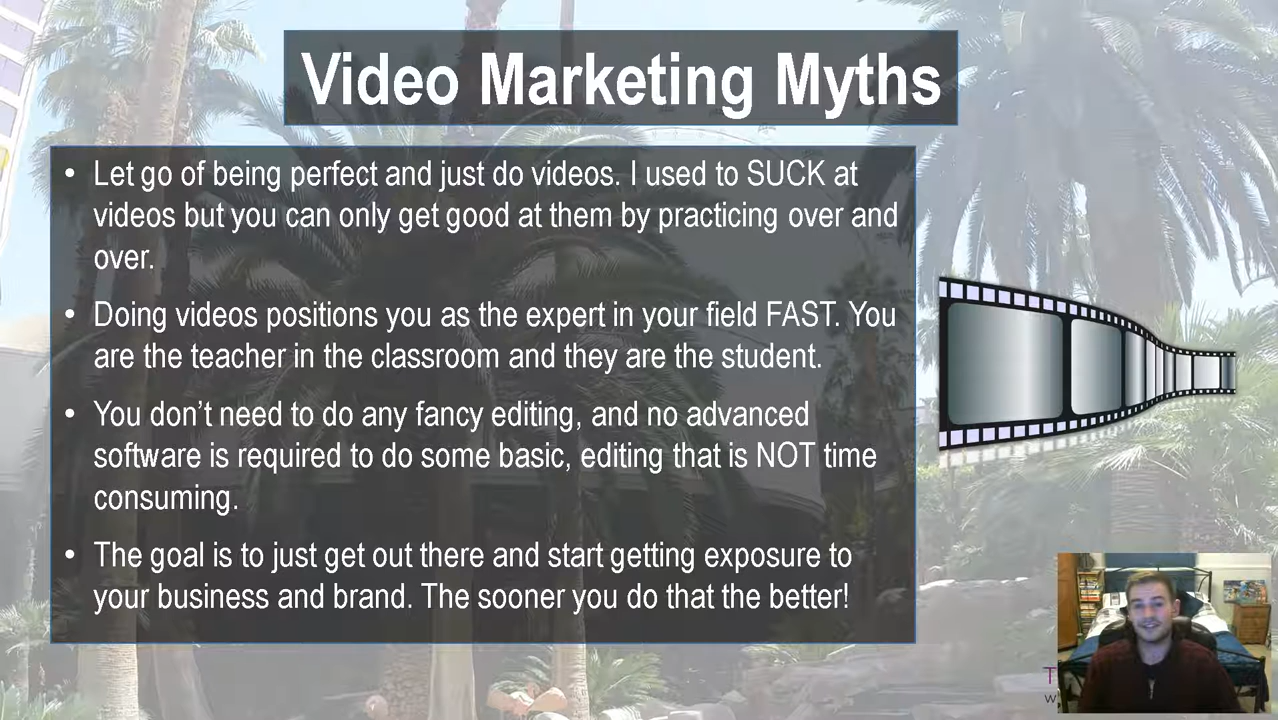 Video Marketing Myths
• Let go of being perfect and just do videos. I used to SUCK at
videos but you can only get good at them by practicing over and
over.
• Doing videos positions you as the expert in your field FAST. You
are the teacher in the classroom and they are the student.
• You don’t need to do any fancy editing, and no advanced
software is required to do some basic, editing that is NOT time
consuming.
• The goal is to just get out there and start getting exposure to
your business and brand. The sooner you do that the better!